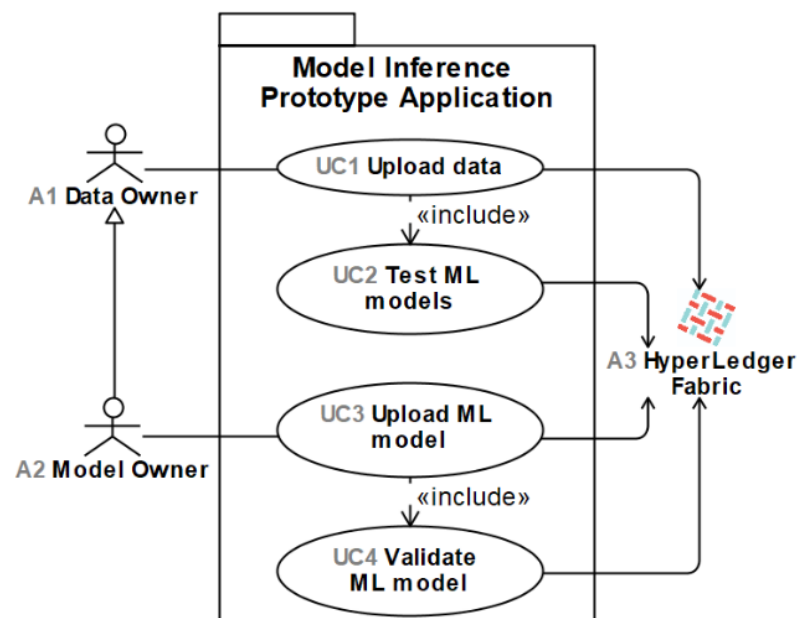 Model Inference
Prototype Application
UC1 Upload data
A1 Data Owner
«include»
UC2 Test ML
models
A3 HyperLedger
Fabric
UC3 Upload ML
model
A2 Model Owner
«include»
UC4 Validate
ML model